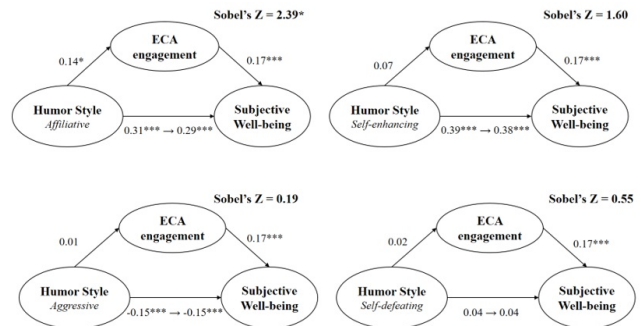 Sobel's Z = 2.39*
ECA
engagement
0.14*
0.17***
Humor Style
Affiliative
Subjective
Well-being
0.31*** → 0.29***
Sobel's Z = 1.60
ECA
engagement
0.07
0.17***
Humor Style
Self-enhancing
Subjective
Well-being
0.39*** → 0.38***
Sobel's Z = 0.19
ECA
engagement
0.01
0.17***
Humor Style
Aggressive
Subjective
Well-being
-0.15*** → -0.15***
Sobel's Z = 0.55
ECA
engagement
0.02
0.17***
Humor Style
Self-defeating
Subjective
Well-being
0.04 → 0.04